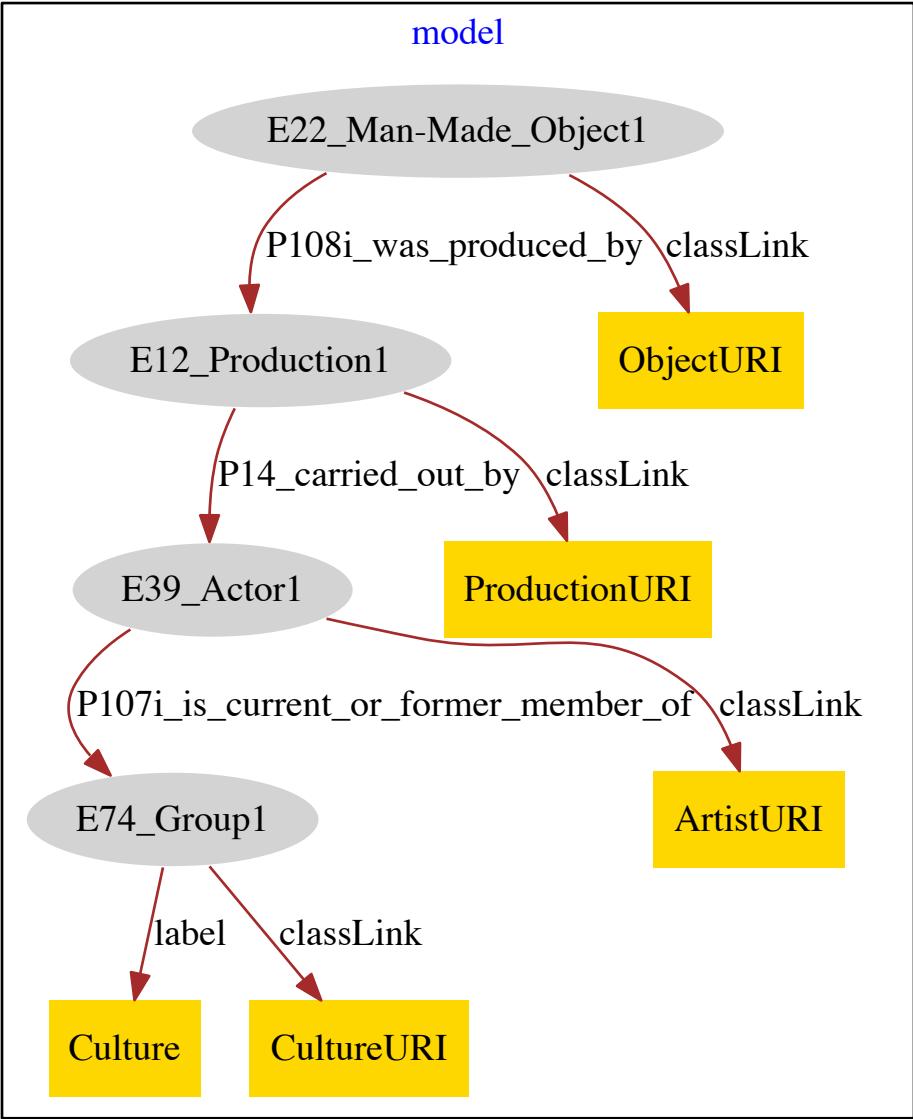 model
E22_Man-Made_Object1
P108i_was_produced_by classLink
E12_Production1
ObjectURI
P14_carried_out_by classLink
E39_Actor1
ProductionURI
P107i_is_current_or_former_member_of classLink
E74_Group1
ArtistURI
label classLink
Culture
CultureURI